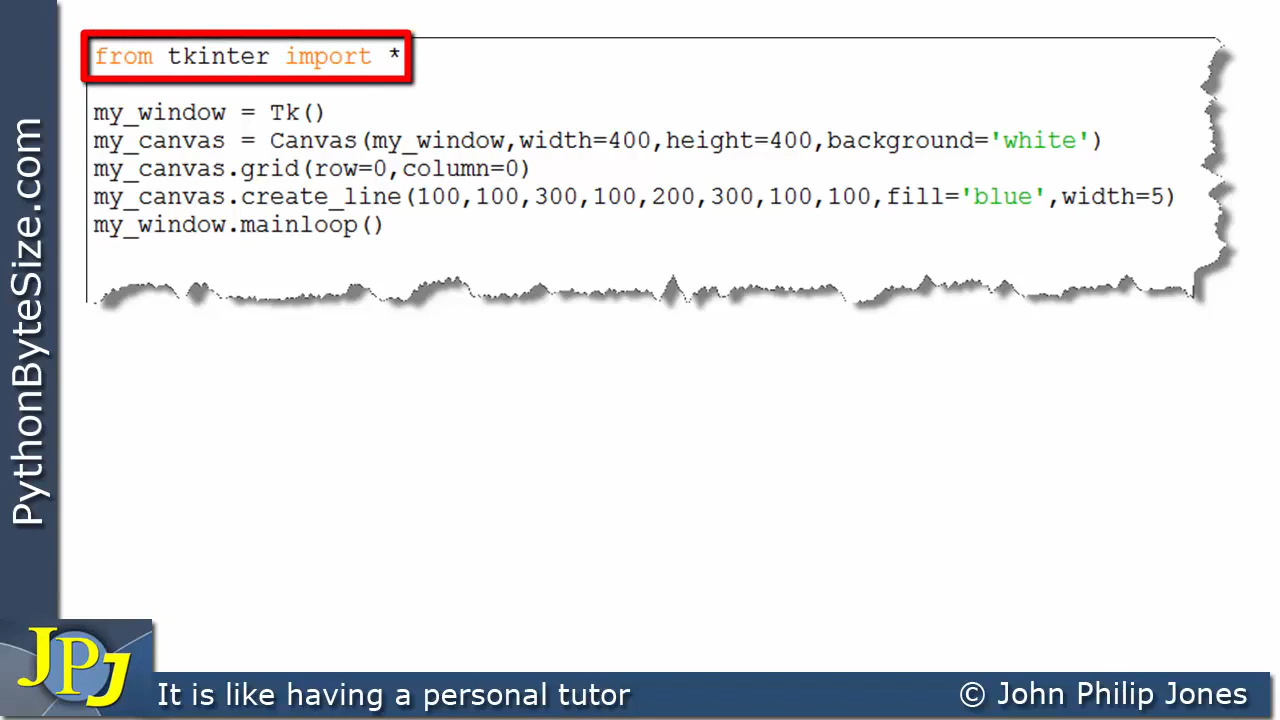 from tkinter import *
my_window = Tk()
my_canvas = Canvas(my_window,width=400,height=400,background='white')
my_canvas.grid(row=0,column=0)
my_canvas.create_line(100,100,300,100,200,300,100,100,fill='blue',width=5)
my_window.mainloop()
PythonByteSize.com
JPJ
It is like having a personal tutor
© John Philip Jones